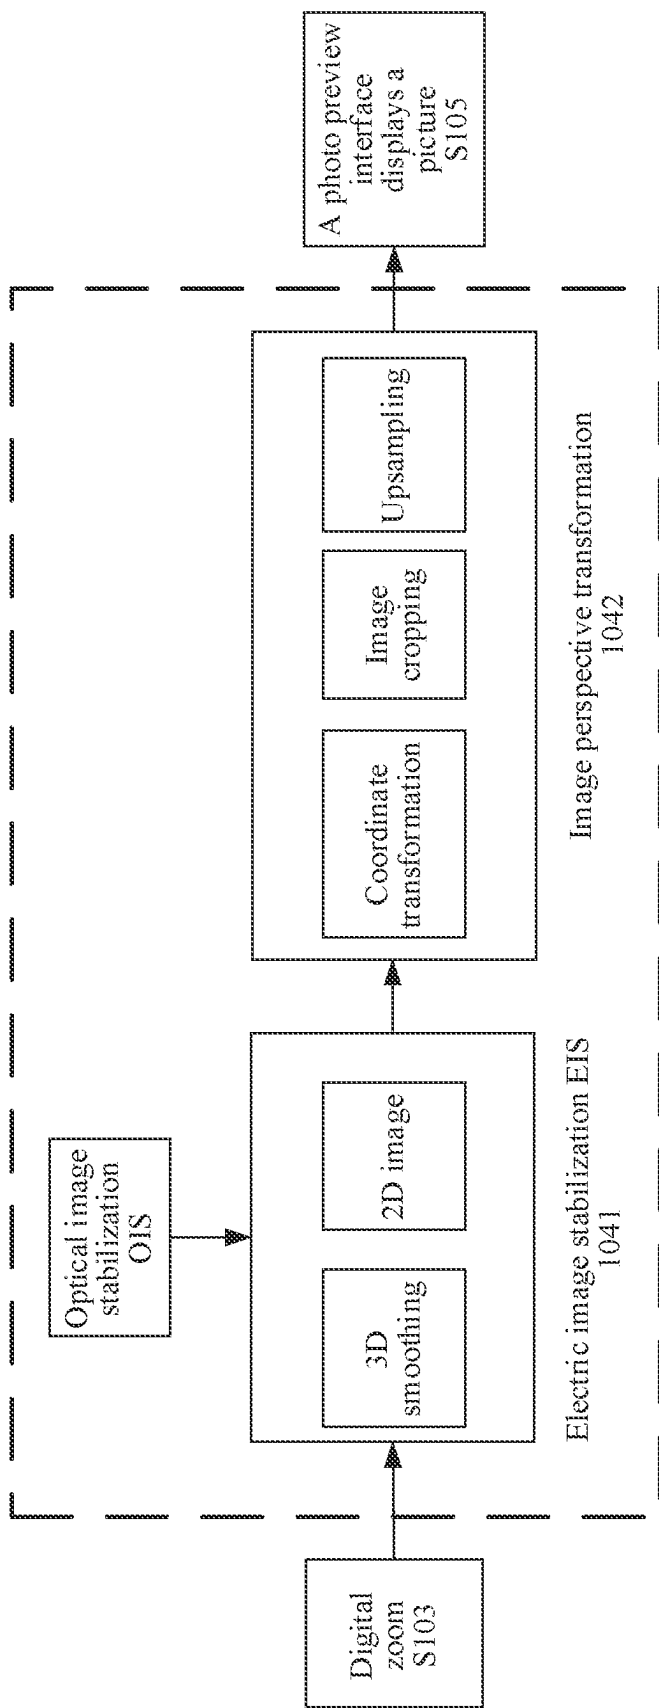 Digital
zoom
S103
Optical image
stabilization
OIS
3D
smoothing
2D image
Electric image stabilization EIS
1041
Coordinate
transformation
Image
cropping
Upsampling
Image perspective transformation
1042
A photo preview
interface
displays a
picture
S105